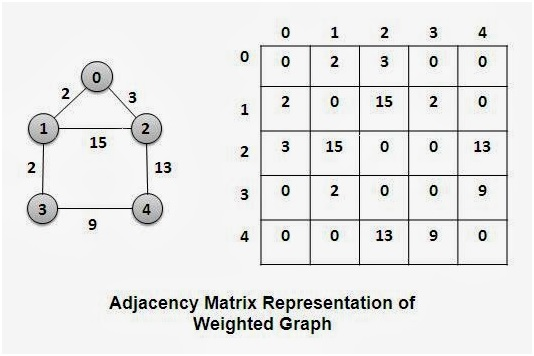 0
2 3
1 2
15
2 13
3 4
9
0 1 2 3 4
0 0 2 3 0 0
1 2 0 15 2 0
2 3 15 0 0 13
3 0 2 0 0 9
4 0 0 13 9 0
Adjacency Matrix Representation of
Weighted Graph